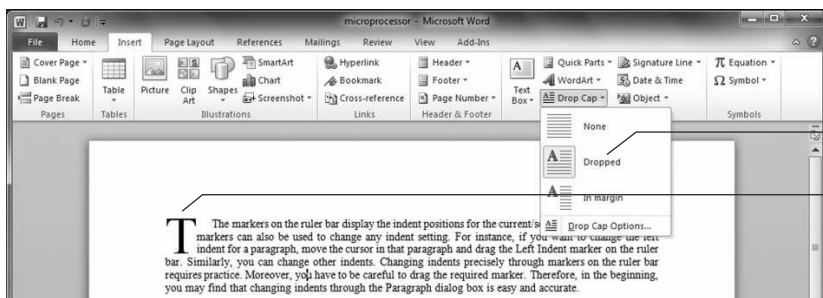 microprocessor - Microsoft Word
File Home Insert Page Layout References Mailings Review View Add-Ins
Cover Page SmartArt Hyperlink Header Quick Parts Signature Line Equation
Blank Page Chart Bookmark Footer WordArt Date & Time Symbol
Page Break Table Picture Clip Art Shapes Screenshot Cross-reference Page Number Text Box Drop Cap Object
Pages Tables Illustrations Links Header & Footer Symbols
None
Dropped
In margin
Drop Cap Options...
The markers on the ruler bar display the indent positions for the current/s
markers can also be used to change any indent setting. For instance, if you want to change the left
indent for a paragraph, move the cursor in that paragraph and drag the Left Indent marker on the ruler
bar. Similarly, you can change other indents. Changing indents precisely through markers on the ruler bar
requires practice. Moreover, you have to be careful to drag the required marker. Therefore, in the beginning,
you may find that changing indents through the Paragraph dialog box is easy and accurate.